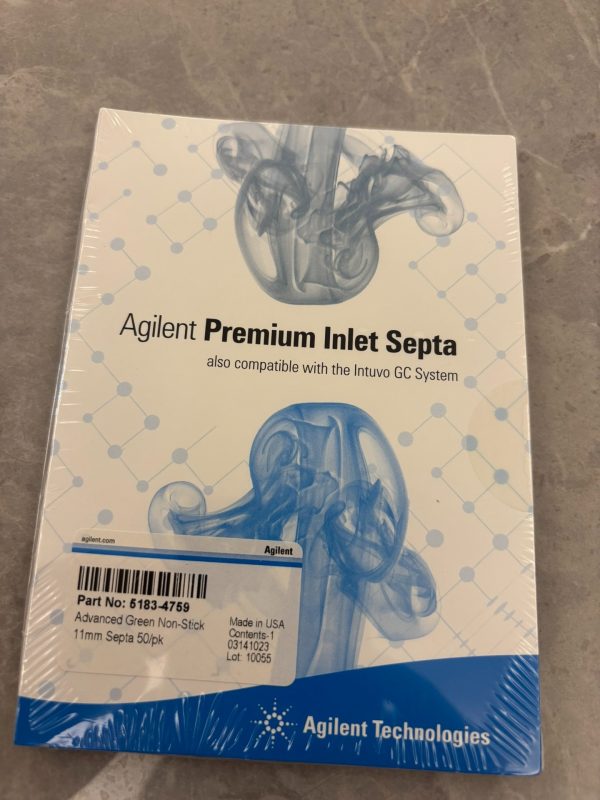 Agilent Premium Inlet Septa
also compatible with the Intuvo GC System
agilent.com
Agilent
Part No: 5183-4759
Advanced Green Non-Stick
11mm Septa 50/pk
Made in USA
Contents-1
03141023
Lot: 10055
Agilent Technologies